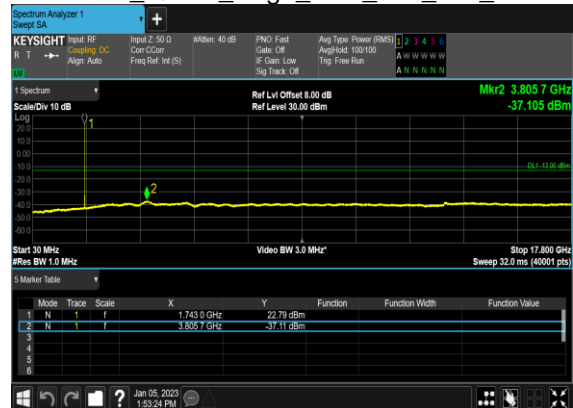 Spectrum Analyzer 1
Swept SA
+
KEYSIGHT Input: RF Input Z: 50 Ω #Atten: 40 dB PNO: Fast Avg Type: Power (RMS) 1 2 3 4 5 6
R T Coupling: DC Corr CCorr Gate: Off Avg|Hold: 100/100 A W W W W W
Align: Auto Freq Ref: Int (S) IF Gain: Low Trig: Free Run
Sig Track: Off A N N N N N
1 Spectrum Ref Lvl Offset 8.00 dB Mkr2 3.805 7 GHz
Scale/Div 10 dB Ref Level 30.00 dBm -37.105 dBm
Log
20.0
10.0
0.00
-10.0
-20.0
-30.0
-40.0
-50.0
-60.0
1
2
DL1 -13.00 dBm
Start 30 MHz Video BW 3.0 MHz* Stop 17.800 GHz
#Res BW 1.0 MHz Sweep 32.0 ms (40001 pts)
5 Marker Table
Mode Trace Scale X Y Function Function Width Function Value
1 N 1 f 1.743 0 GHz 22.79 dBm
2 N 1 f 3.805 7 GHz -37.11 dBm
3
4
5
6
? Jan 05, 2023
1:53:24 PM